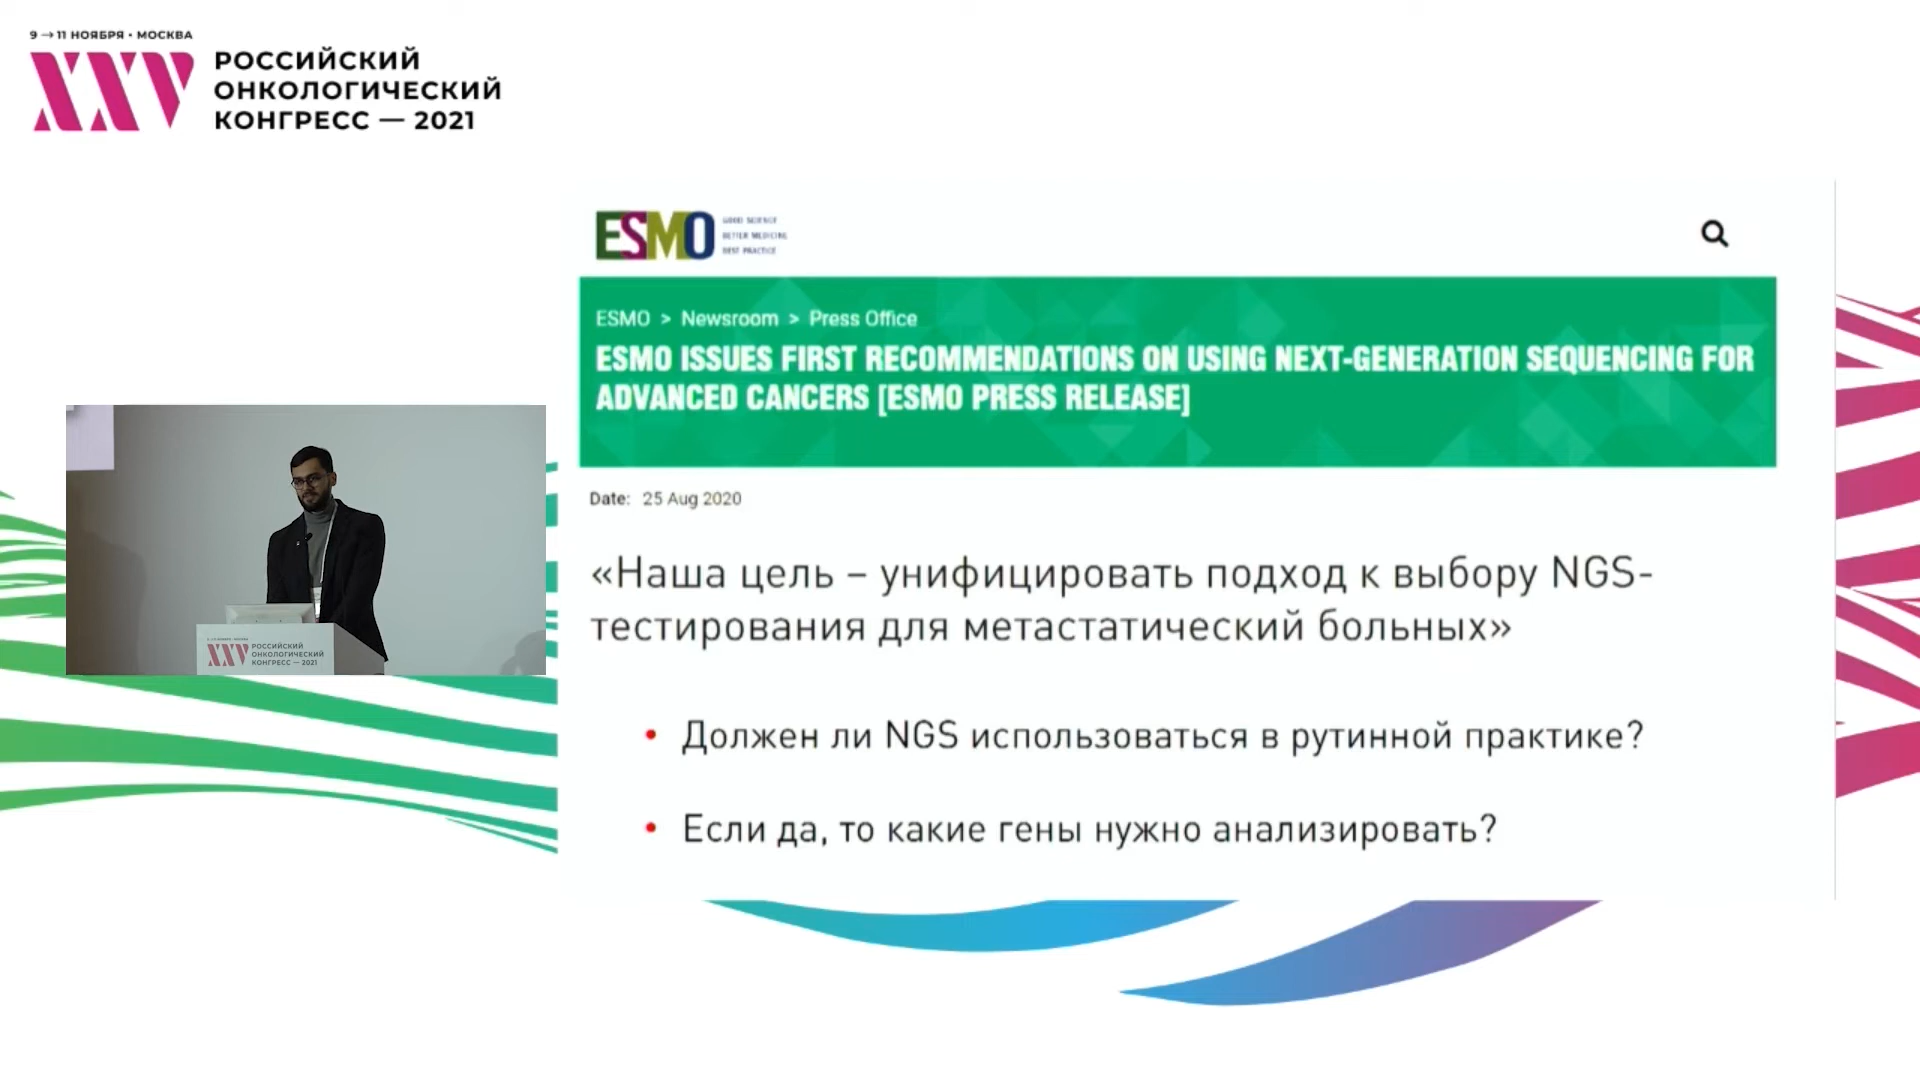 9 → 11 НОЯБРЯ • МОСКВА
XXV
РОССИЙСКИЙ
ОНКОЛОГИЧЕСКИЙ
КОНГРЕСС — 2021
ESMO
GOOD SCIENCE
BETTER MEDICINE
BEST PRACTICE
ESMO > Newsroom > Press Office
ESMO ISSUES FIRST RECOMMENDATIONS ON USING NEXT-GENERATION SEQUENCING FOR
ADVANCED CANCERS [ESMO PRESS RELEASE]
Date: 25 Aug 2020
«Наша цель – унифицировать подход к выбору NGS-
тестирования для метастатический больных»
• Должен ли NGS использоваться в рутинной практике?
• Если да, то какие гены нужно анализировать?
XXV
РОССИЙСКИЙ
ОНКОЛОГИЧЕСКИЙ
КОНГРЕСС — 2021